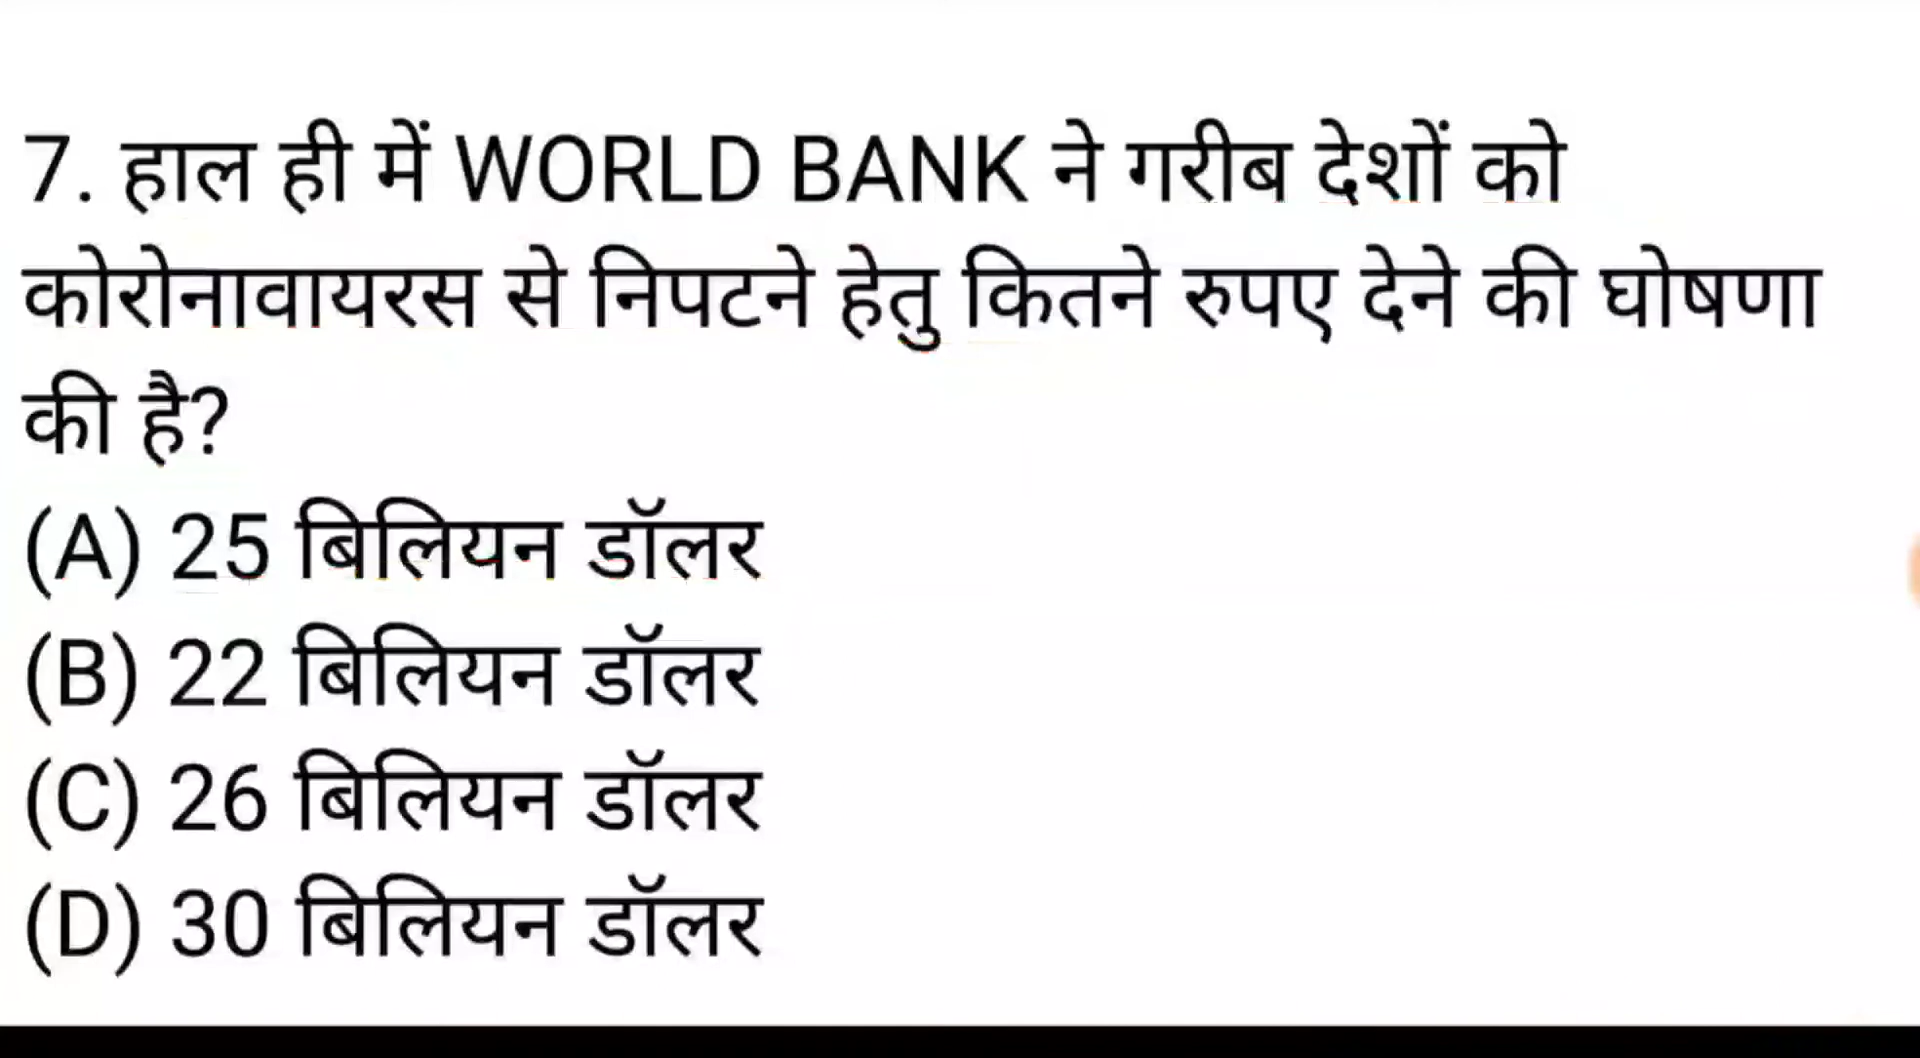 7. हाल ही में WORLD BANK ने गरीब देशों को
कोरोनावायरस से निपटने हेतु कितने रुपए देने की घोषणा
की है?
(A) 25 बिलियन डॉलर
(B) 22 बिलियन डॉलर
(C) 26 बिलियन डॉलर
(D) 30 बिलियन डॉलर